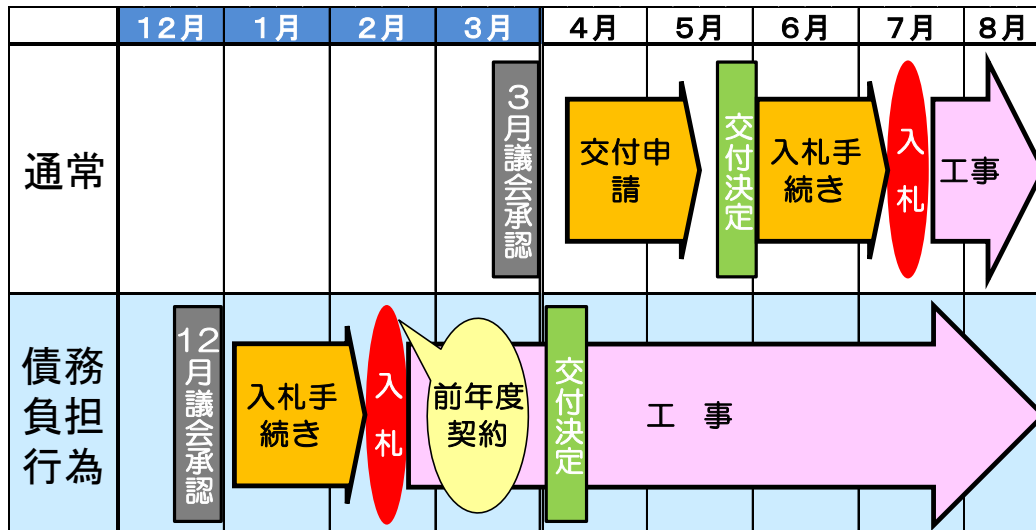 12月
1月
2月
3月
4月
5月
6月
7月
8月
通常
3月議会承認
交付申
請
交付決定
入札手
続き
入
札
工事
債務
負担
行為
12月議会承認
入札手
続き
入
札
前年度
契約
交付決定
工 事